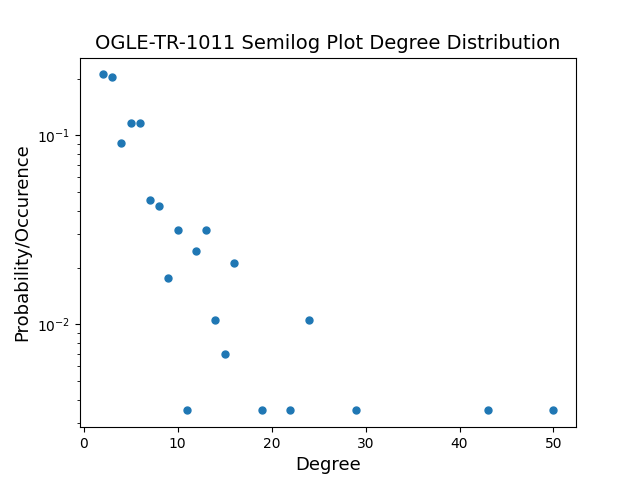 OGLE-TR-1011 Semilog Plot Degree Distribution
Probability/Occurence
10⁻¹
10⁻²
0 10 20 30 40 50
Degree